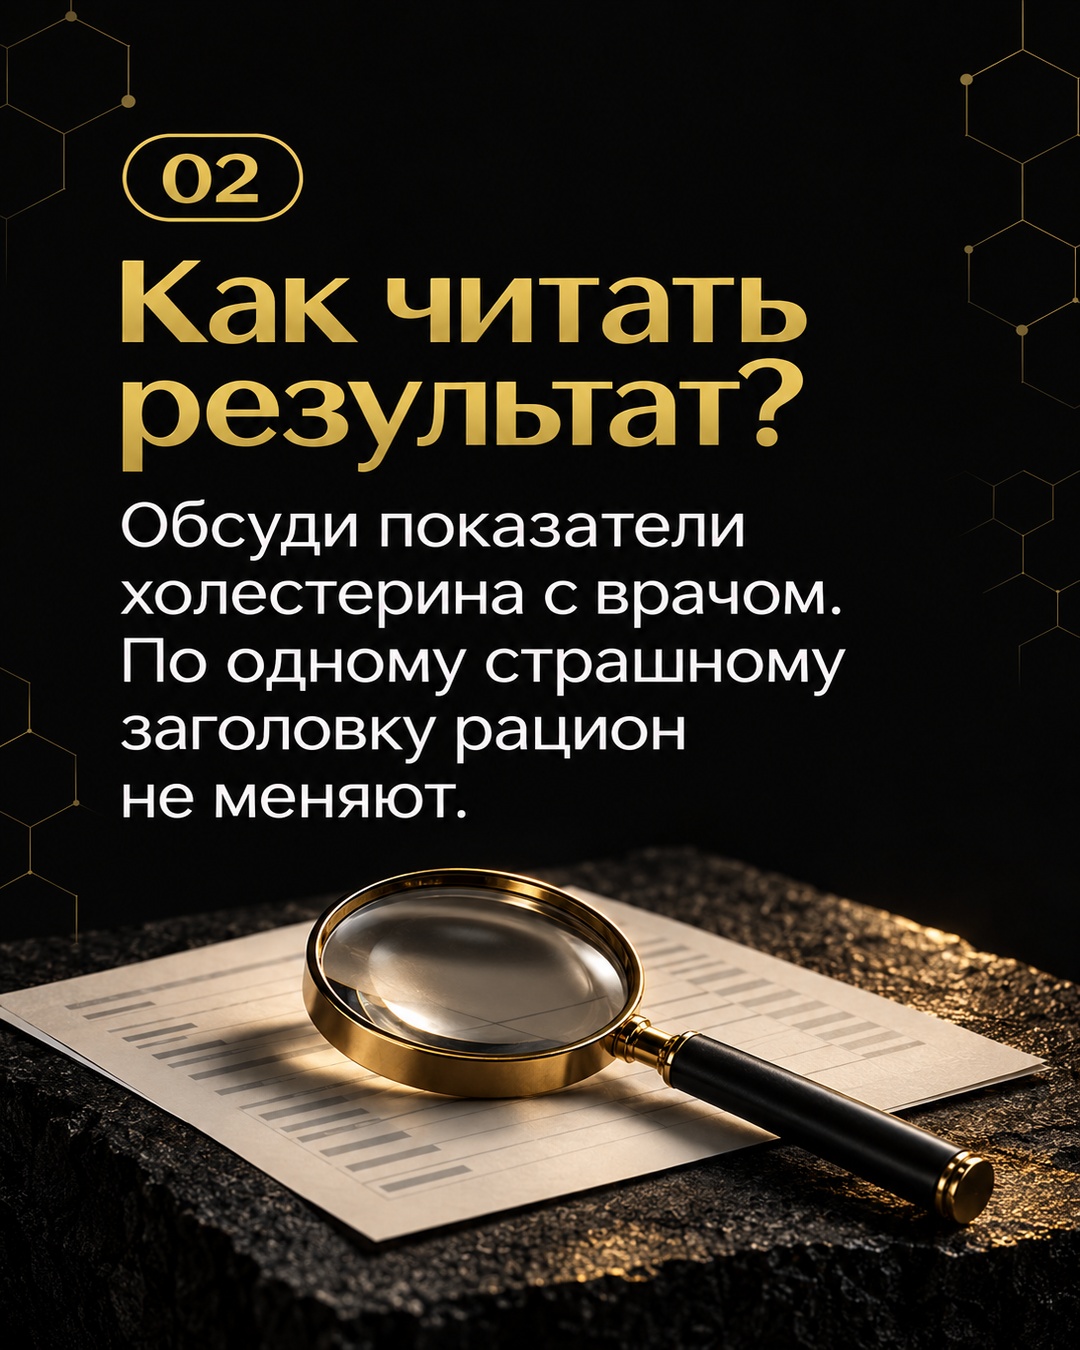 02
Как читать
результат?
Обсуди показатели
холестерина с врачом.
По одному страшному
заголовку рацион
не меняют.